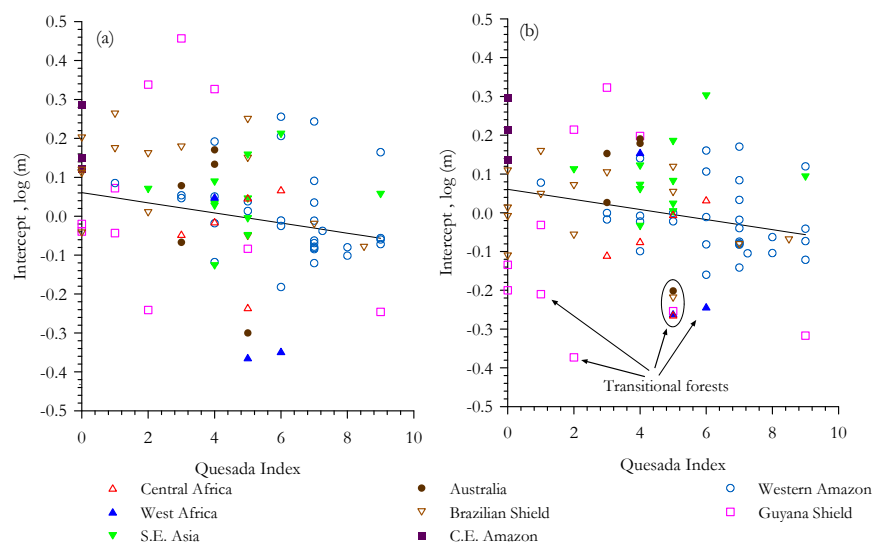 (a)
0.5
0.4
0.3
0.2
0.1
0.0
-0.1
-0.2
-0.3
-0.4
-0.5
Intercept , log (m)
0 2 4 6 8 10
Quesada Index
(b)
0.5
0.4
0.3
0.2
0.1
0.0
-0.1
-0.2
-0.3
-0.4
-0.5
Intercept , log (m)
Transitional forests
0 2 4 6 8 10
Quesada Index
Central Africa
West Africa
S.E. Asia
Australia
Brazilian Shield
C.E. Amazon
Western Amazon
Guyana Shield